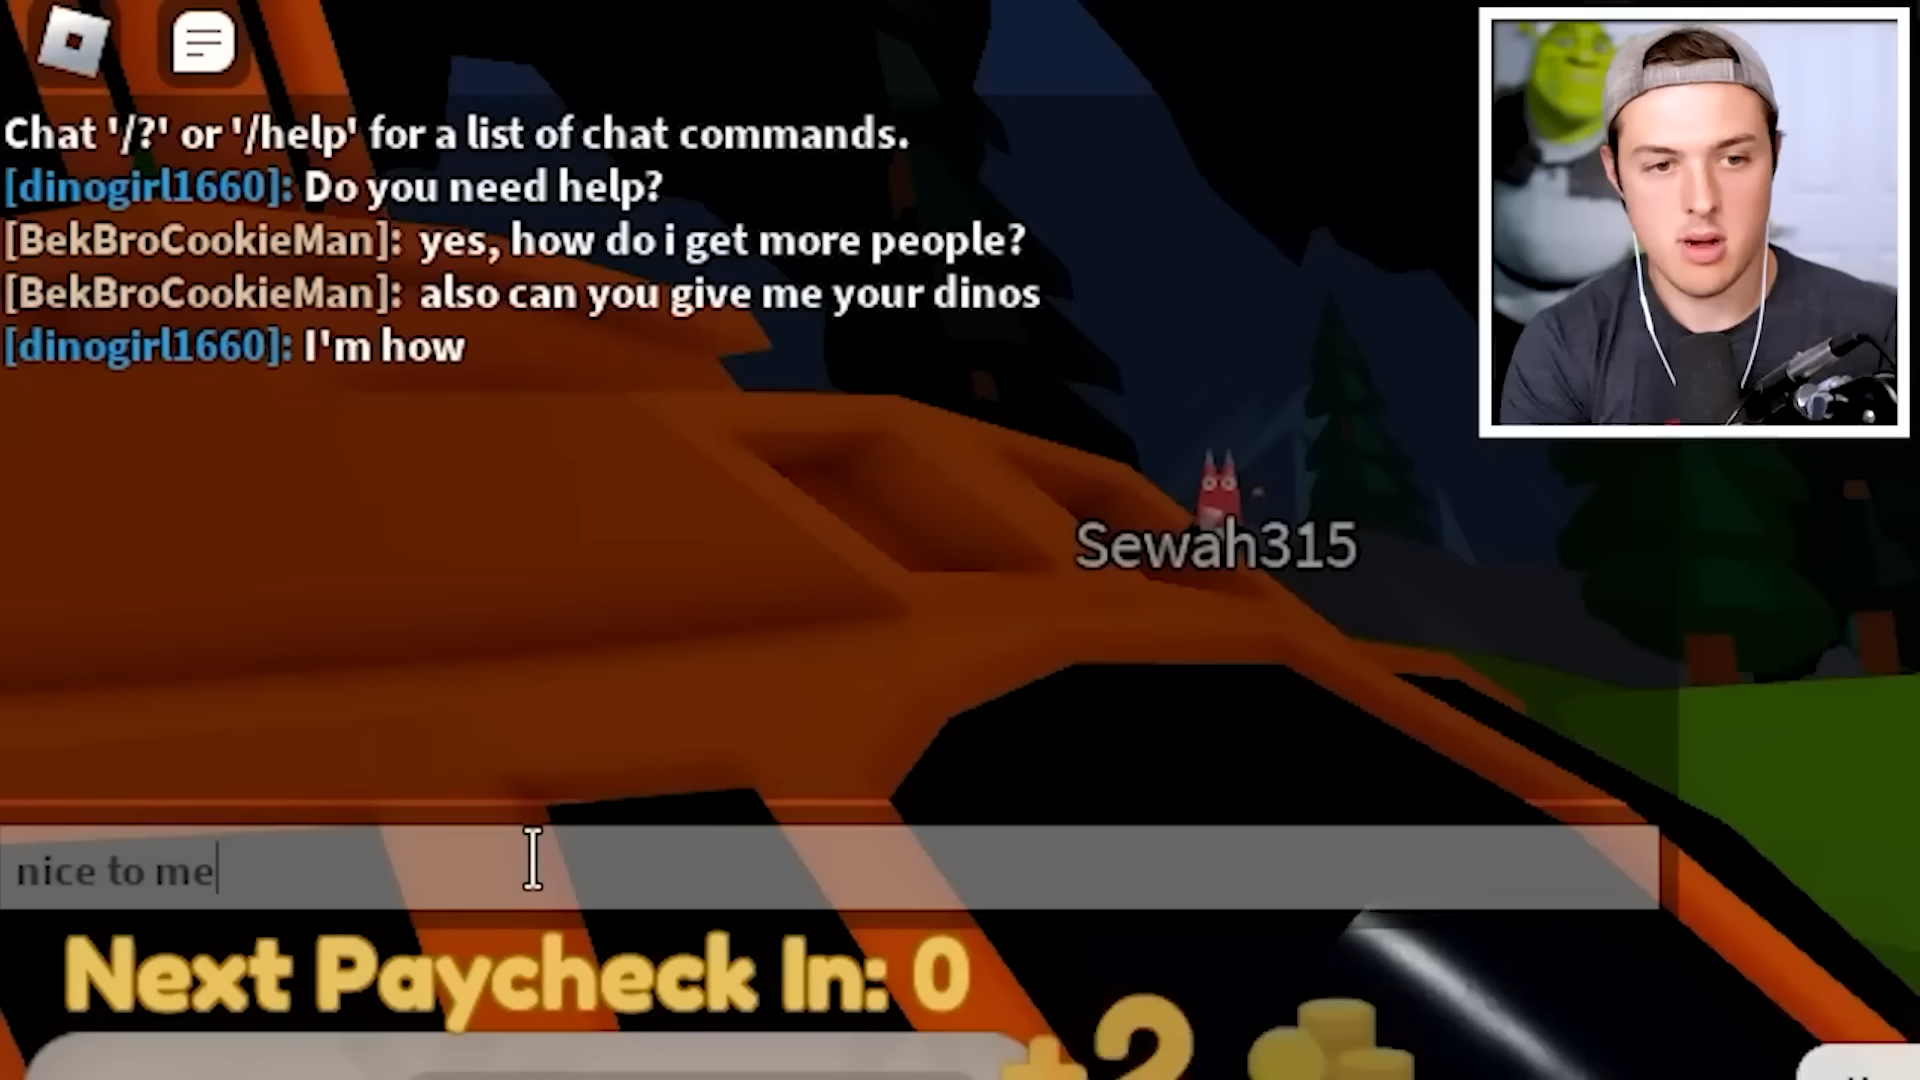 Chat '/?' or '/help' for a list of chat commands.
[dinogirl1660]: Do you need help?
[BekBroCookieMan]: yes, how do i get more people?
[BekBroCookieMan]: also can you give me your dinos
[dinogirl1660]: I'm how
Sewah315
nice to me
Next Paycheck In: 0
+2